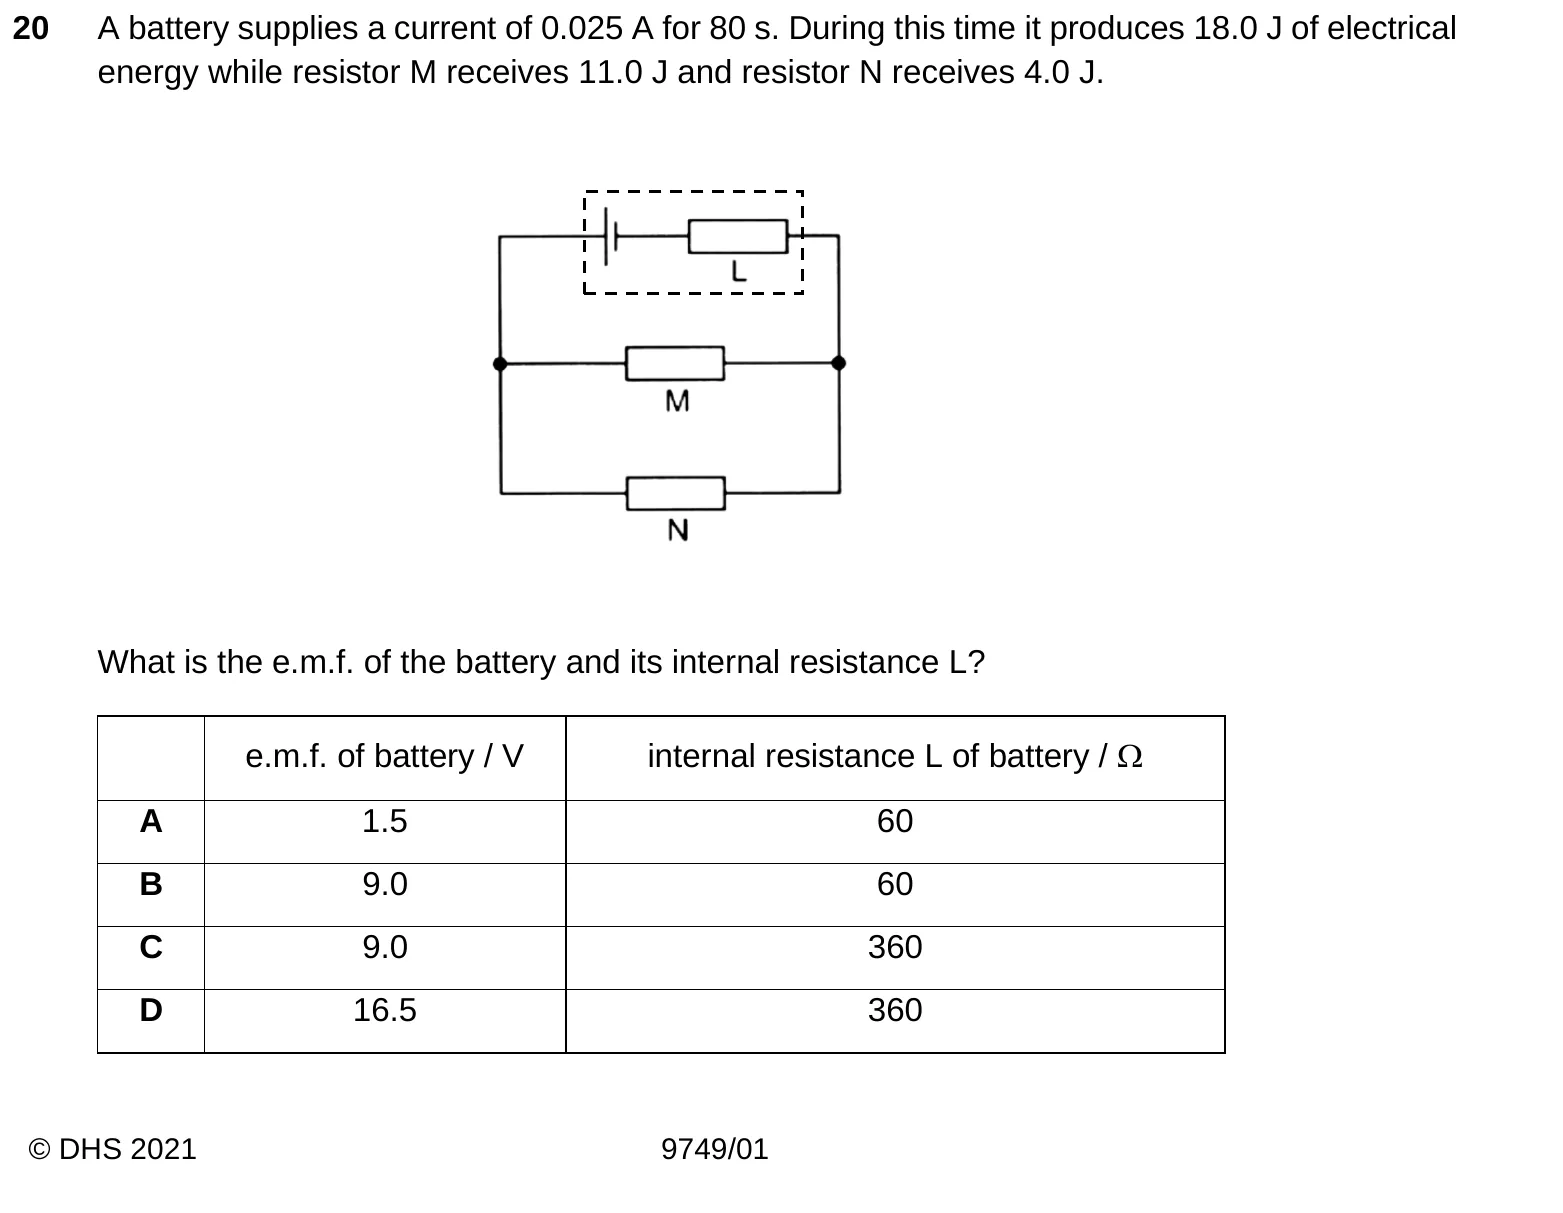 20 A battery supplies a current of 0.025 A for 80 s. During this time it produces 18.0 J of electrical
energy while resistor M receives 11.0 J and resistor N receives 4.0 J.
L
M
N
What is the e.m.f. of the battery and its internal resistance L?
e.m.f. of battery / V internal resistance L of battery / Ω
A 1.5 60
B 9.0 60
C 9.0 360
D 16.5 360
© DHS 2021 9749/01